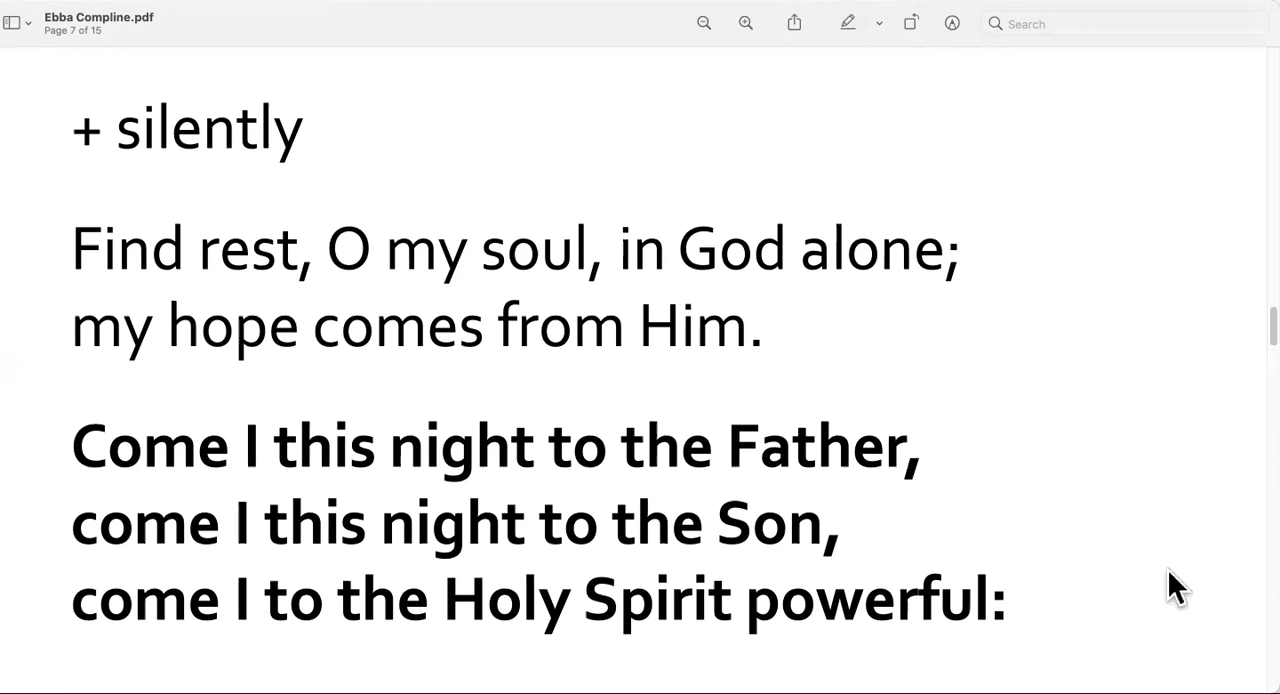 Ebba Compline.pdf
Page 7 of 15
Search
+ silently
Find rest, O my soul, in God alone;
my hope comes from Him.
Come I this night to the Father,
come I this night to the Son,
come I to the Holy Spirit powerful: